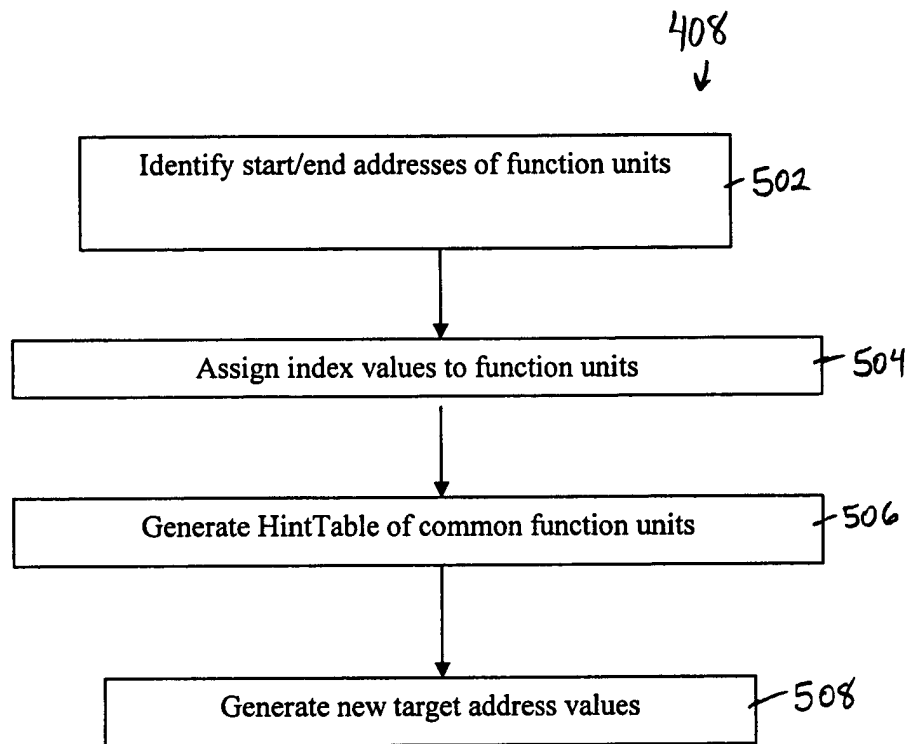 408
Identify start/end addresses of function units
502
Assign index values to function units
504
Generate HintTable of common function units
506
Generate new target address values
508